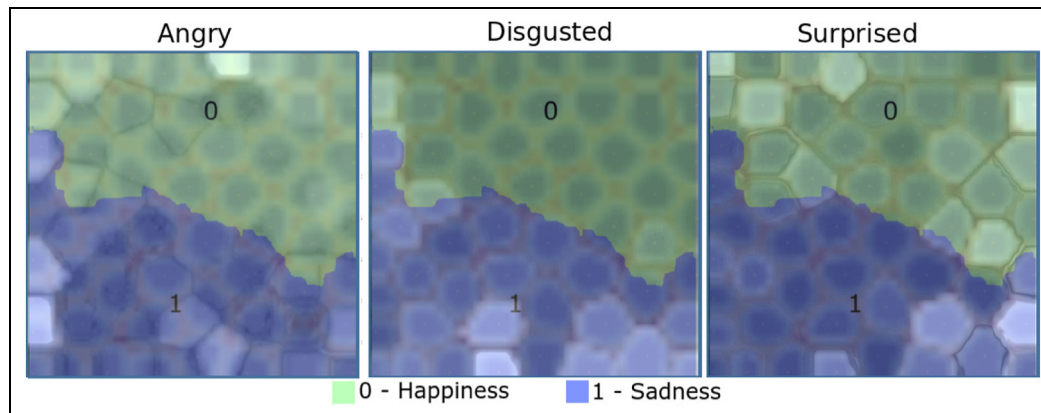 Angry Disgusted Surprised
0 0 0
1 1 1
0 - Happiness 1 - Sadness